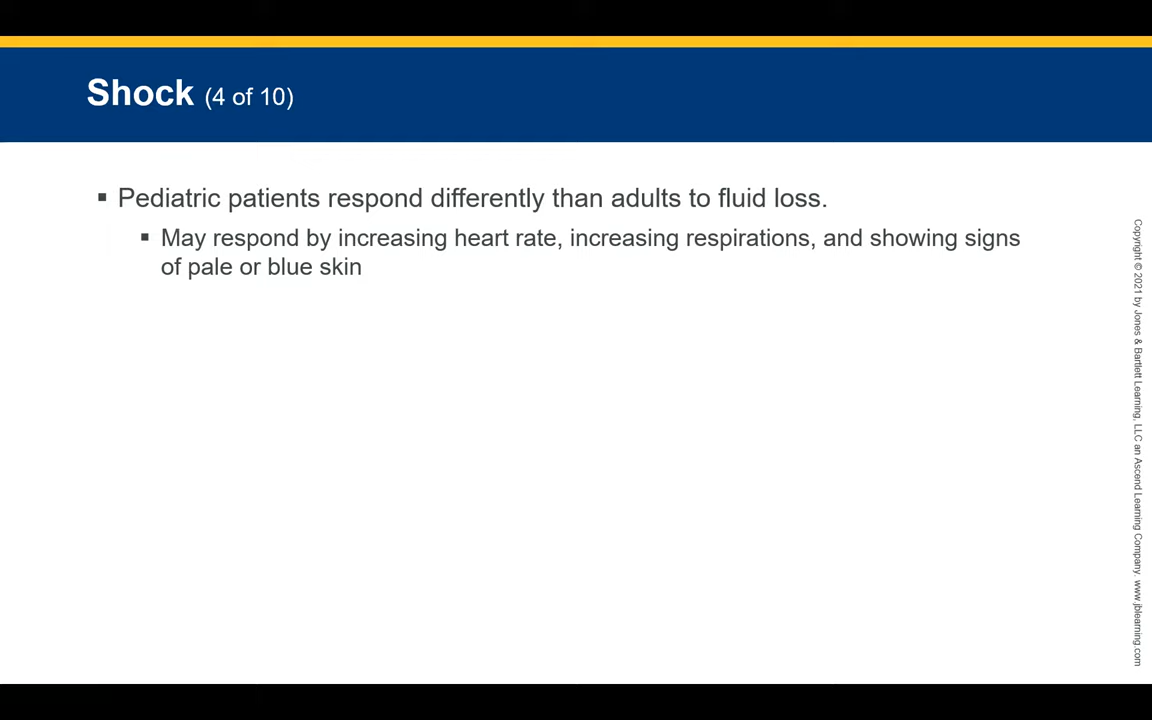 Shock (4 of 10)
▪ Pediatric patients respond differently than adults to fluid loss.
▪ May respond by increasing heart rate, increasing respirations, and showing signs
of pale or blue skin
Copyright © 2021 by Jones & Bartlett Learning, LLC an Ascend Learning Company. www.jblearning.com